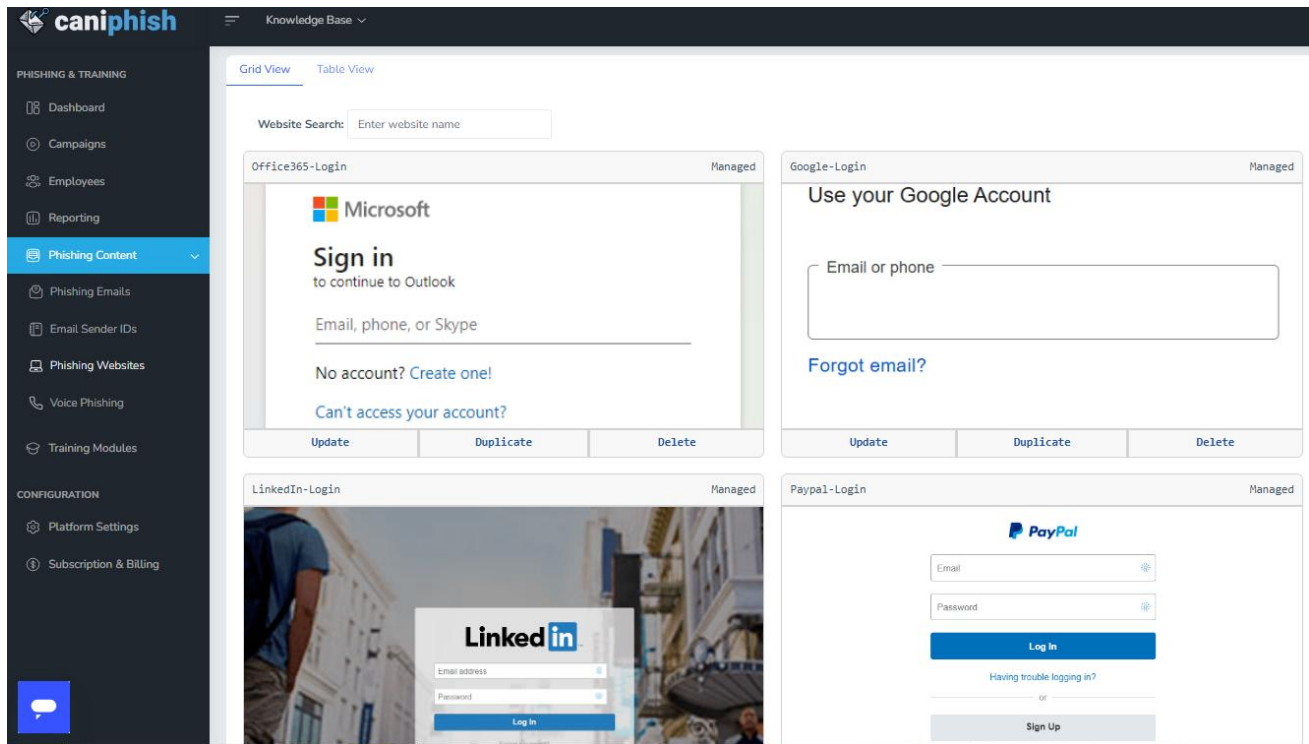 caniphish
Knowledge Base
PHISHING & TRAINING
Dashboard
Campaigns
Employees
Reporting
Phishing Content
Phishing Emails
Email Sender IDs
Phishing Websites
Voice Phishing
Training Modules
CONFIGURATION
Platform Settings
Subscription & Billing
Grid View Table View
Website Search: Enter website name
Office365-Login Managed
Microsoft
Sign in
to continue to Outlook
Email, phone, or Skype
No account? Create one!
Can't access your account?
Update Duplicate Delete
Google-Login Managed
Use your Google Account
Email or phone
Forgot email?
Update Duplicate Delete
LinkedIn-Login Managed
Linked in
Email address
Password
Log In
Paypal-Login Managed
PayPal
Email
Password
Log In
Having trouble logging in?
or
Sign Up